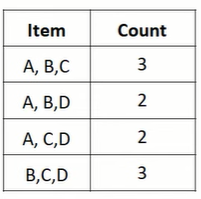 Item Count
A, B,C 3
A, B,D 2
A, C,D 2
B,C,D 3